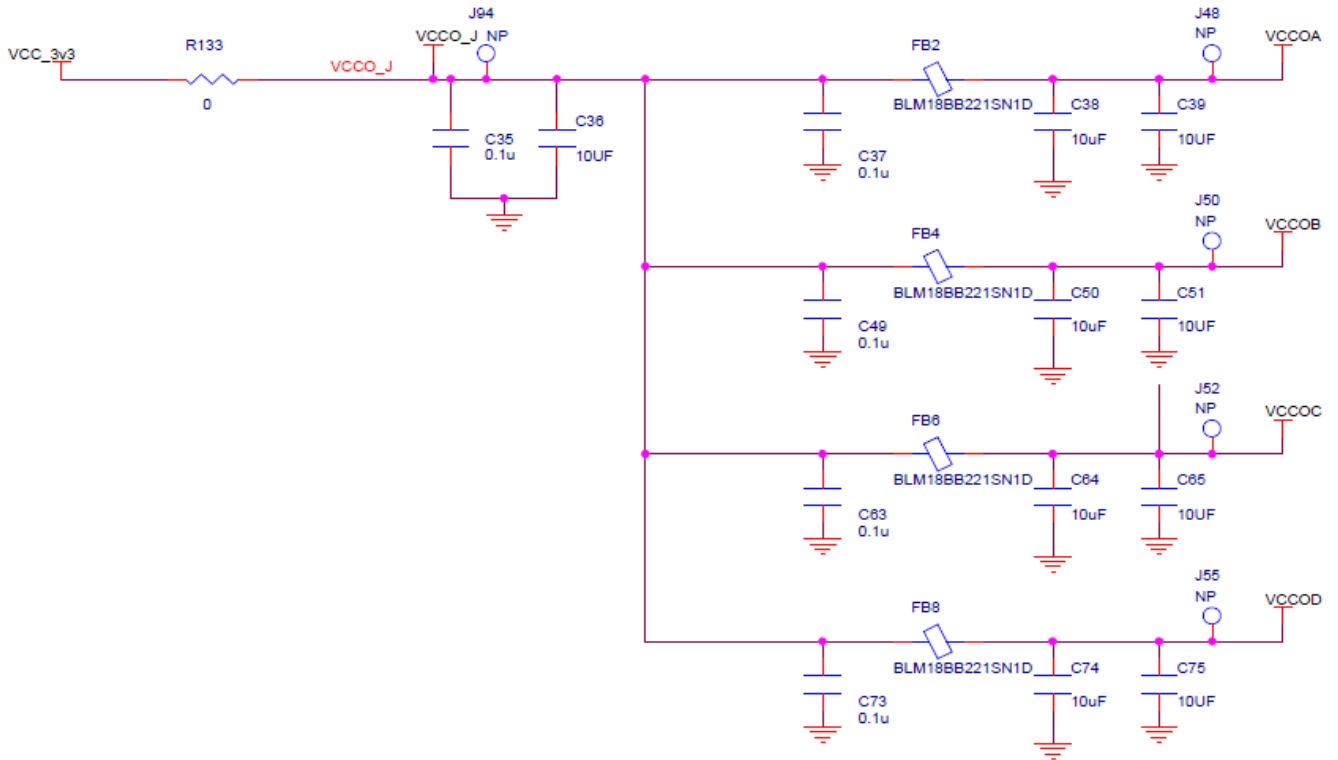 J94
VCCO_J NP
VCC_3v3
R133
VCCO_J
0
C35
0.1u
C36
10UF
FB2
BLM18BB221SN1D
C37
0.1u
C38
10uF
C39
10UF
J48
NP
VCCOA
FB4
BLM18BB221SN1D
C49
0.1u
C50
10uF
C51
10UF
J50
NP
VCCOB
FB6
BLM18BB221SN1D
C63
0.1u
C64
10uF
C65
10UF
J52
NP
VCCOC
FB8
BLM18BB221SN1D
C73
0.1u
C74
10uF
C75
10UF
J55
NP
VCCOD